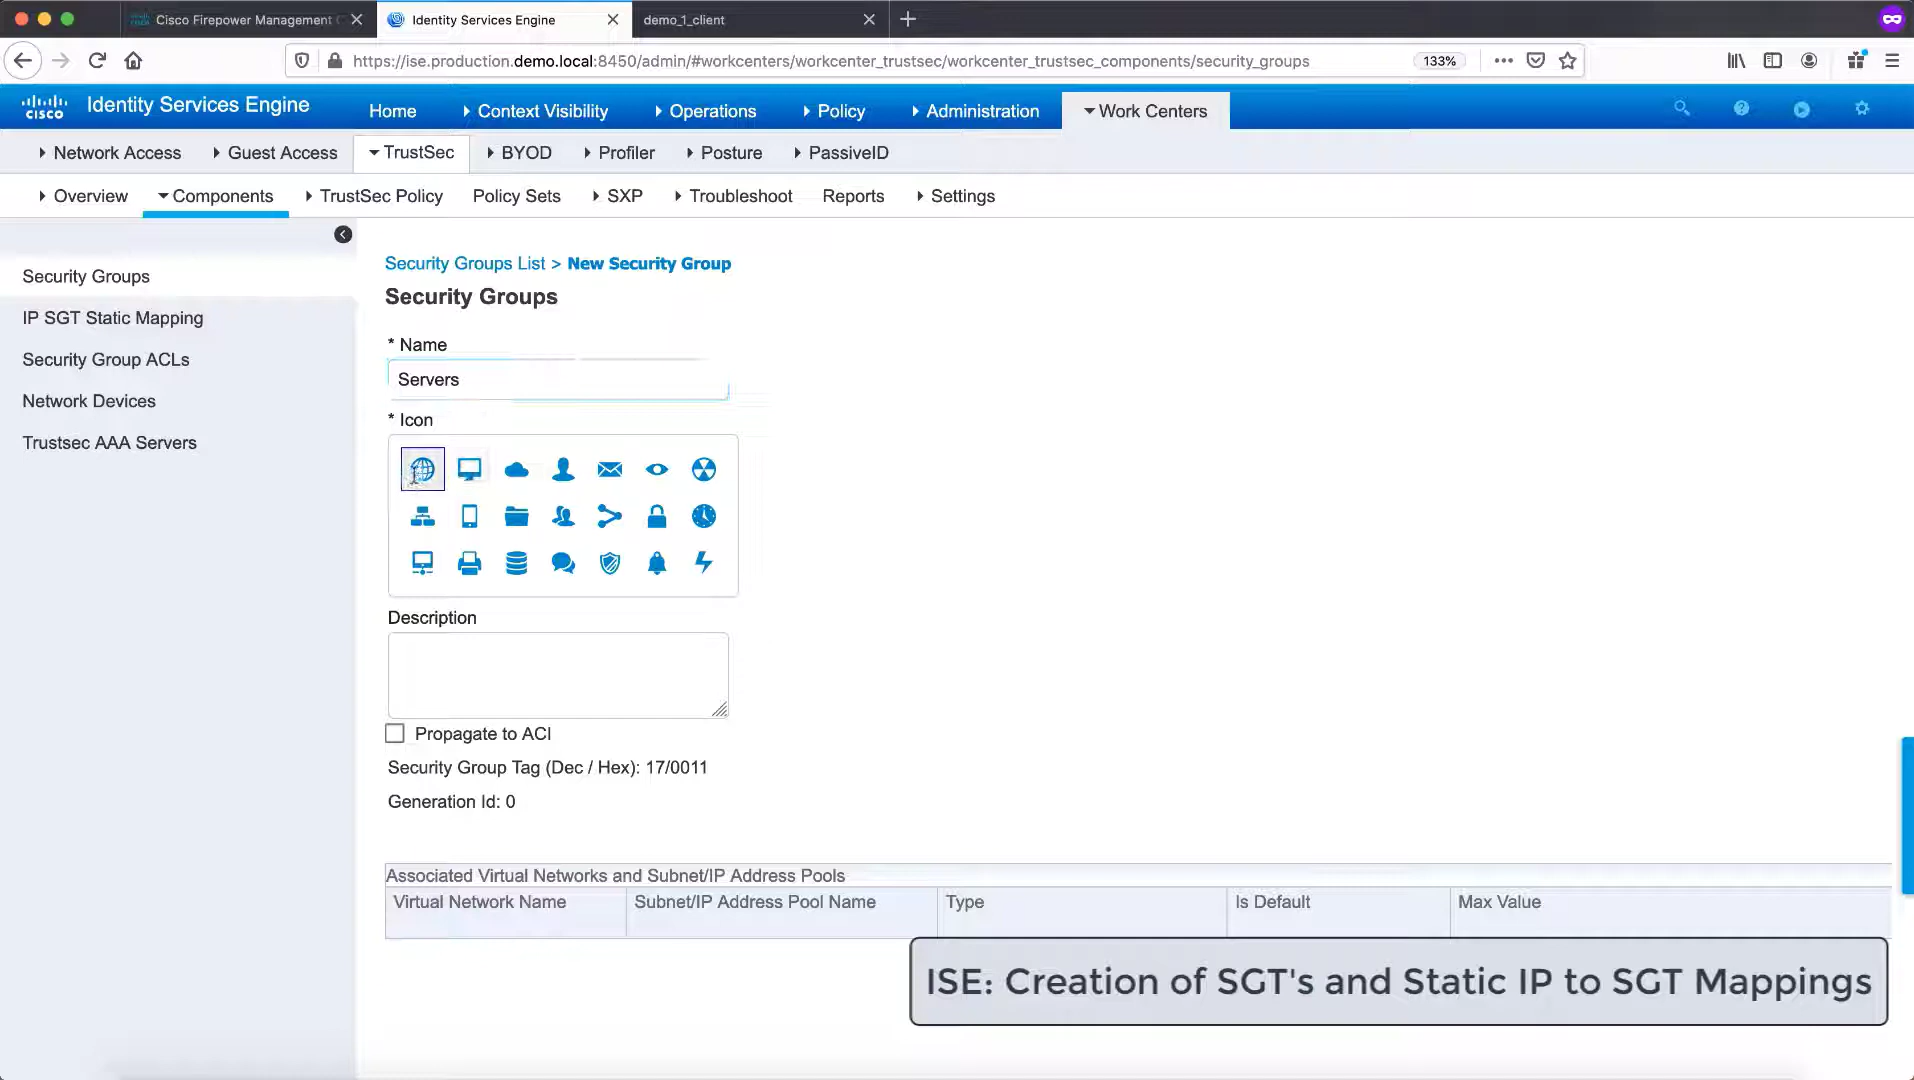 Cisco Firepower Management C
Identity Services Engine
demo_1_client
https://ise.production.demo.local:8450/admin/#workcenters/workcenter_trustsec/workcenter_trustsec_components/security_groups
133%
cisco
Identity Services Engine
Home
Context Visibility
Operations
Policy
Administration
Work Centers
Network Access
Guest Access
TrustSec
BYOD
Profiler
Posture
PassiveID
Overview
Components
TrustSec Policy
Policy Sets
SXP
Troubleshoot
Reports
Settings
Security Groups
IP SGT Static Mapping
Security Group ACLs
Network Devices
Trustsec AAA Servers
Security Groups List > New Security Group
Security Groups
* Name
Servers
* Icon
Description
Propagate to ACI
Security Group Tag (Dec / Hex): 17/0011
Generation Id: 0
Associated Virtual Networks and Subnet/IP Address Pools
Virtual Network Name
Subnet/IP Address Pool Name
Type
Is Default
Max Value
ISE: Creation of SGT's and Static IP to SGT Mappings